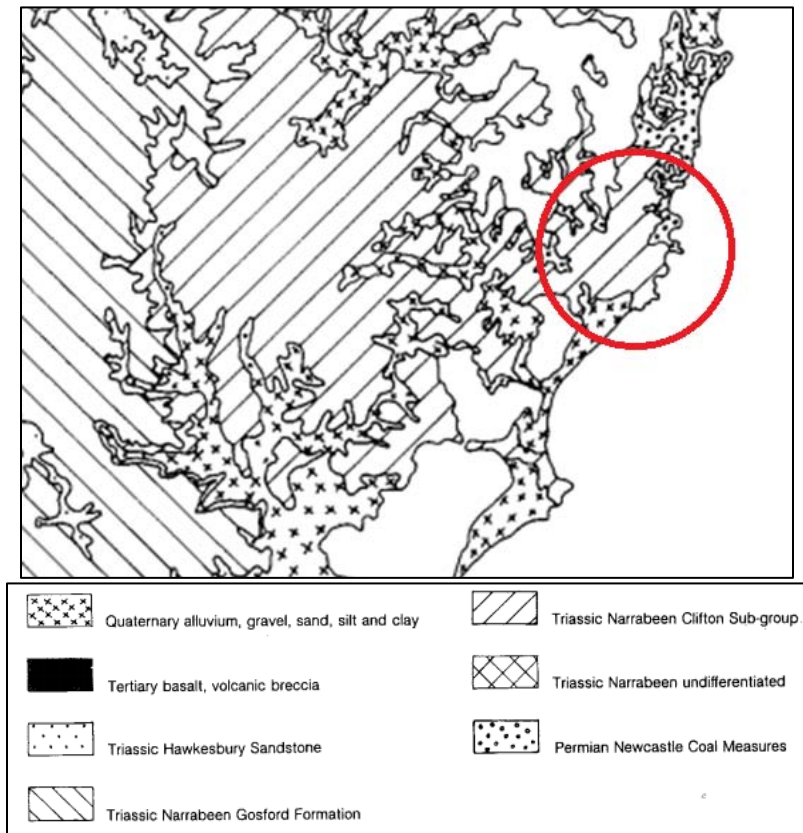 Quaternary alluvium, gravel, sand, silt and clay
Tertiary basalt, volcanic breccia
Triassic Hawkesbury Sandstone
Triassic Narrabeen Gosford Formation
Triassic Narrabeen Clifton Sub-group
Triassic Narrabeen undifferentiated
Permian Newcastle Coal Measures